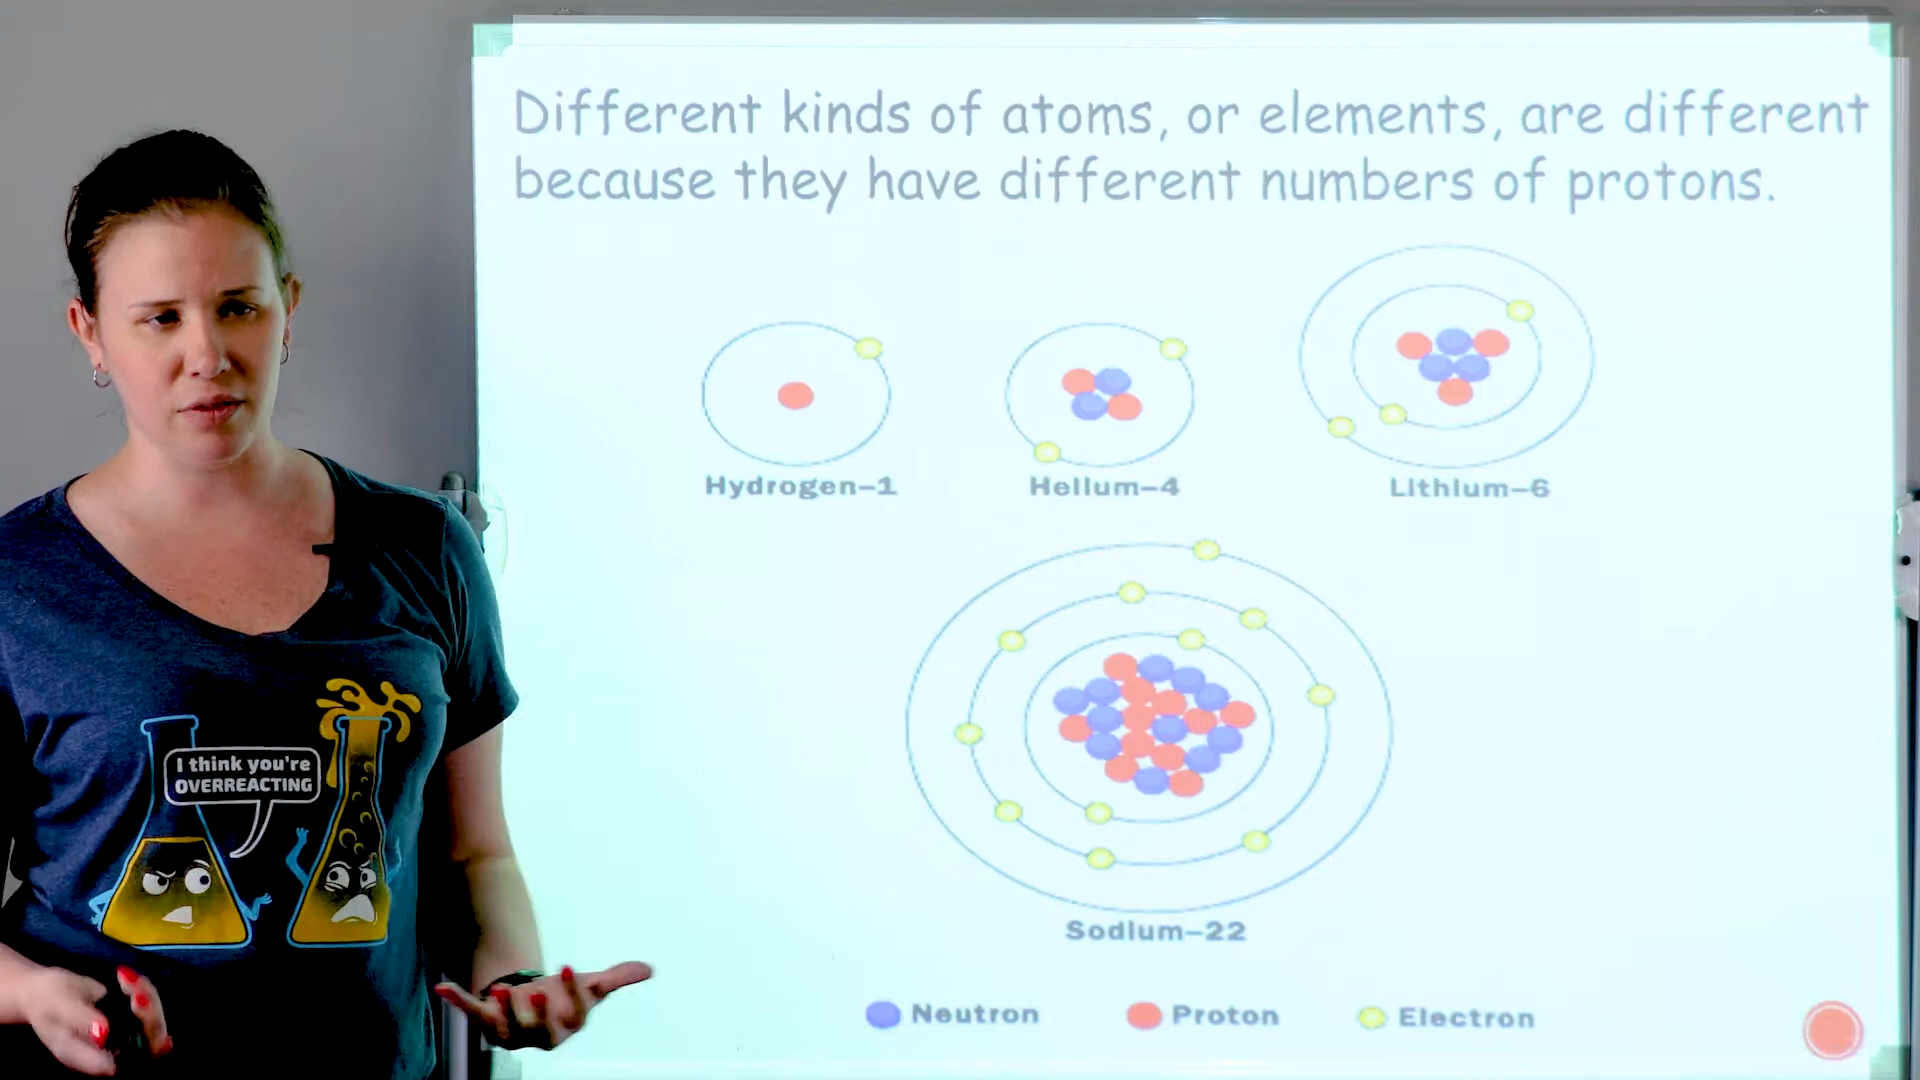 Different kinds of atoms, or elements, are different
because they have different numbers of protons.
Hydrogen–1
Helium–4
Lithium–6
Sodium–22
Neutron
Proton
Electron
I think you're
OVERREACTING